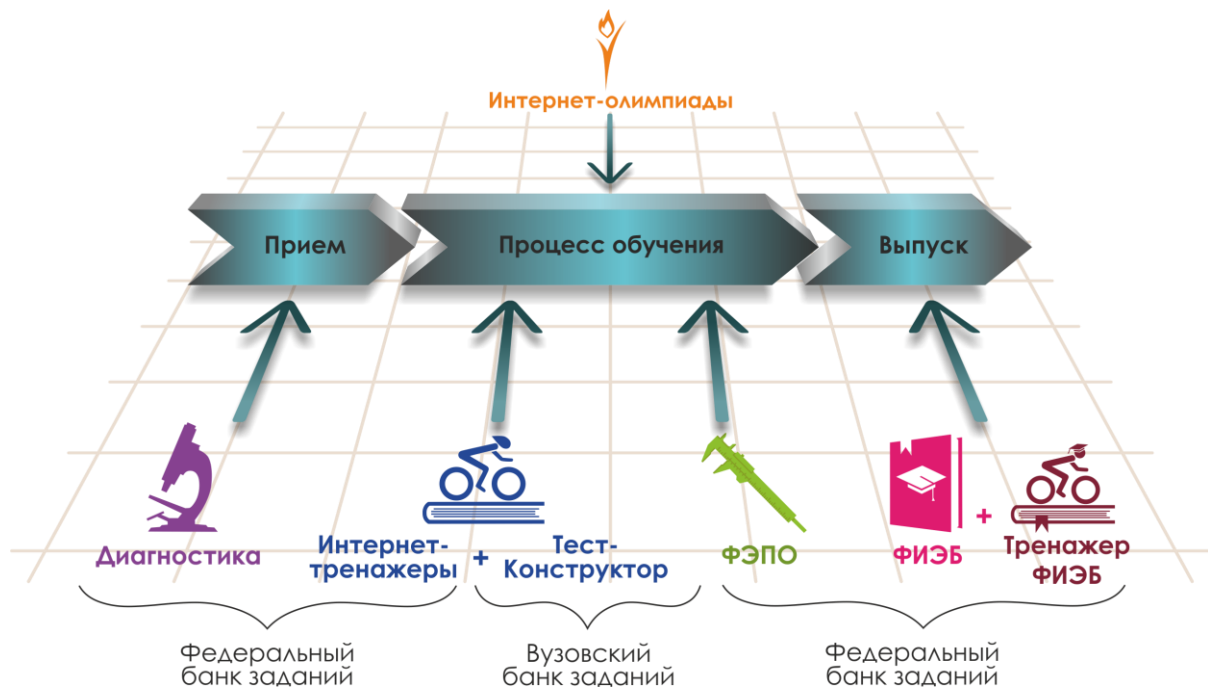 Интернет-олимпиады
Прием
Процесс обучения
Выпуск
Диагностика
Интернет-
тренажеры
+
Тест-
Конструктор
ФЭПО
ФИЭБ
+
Тренажер
ФИЭБ
Федеральный
банк заданий
Вузовский
банк заданий
Федеральный
банк заданий